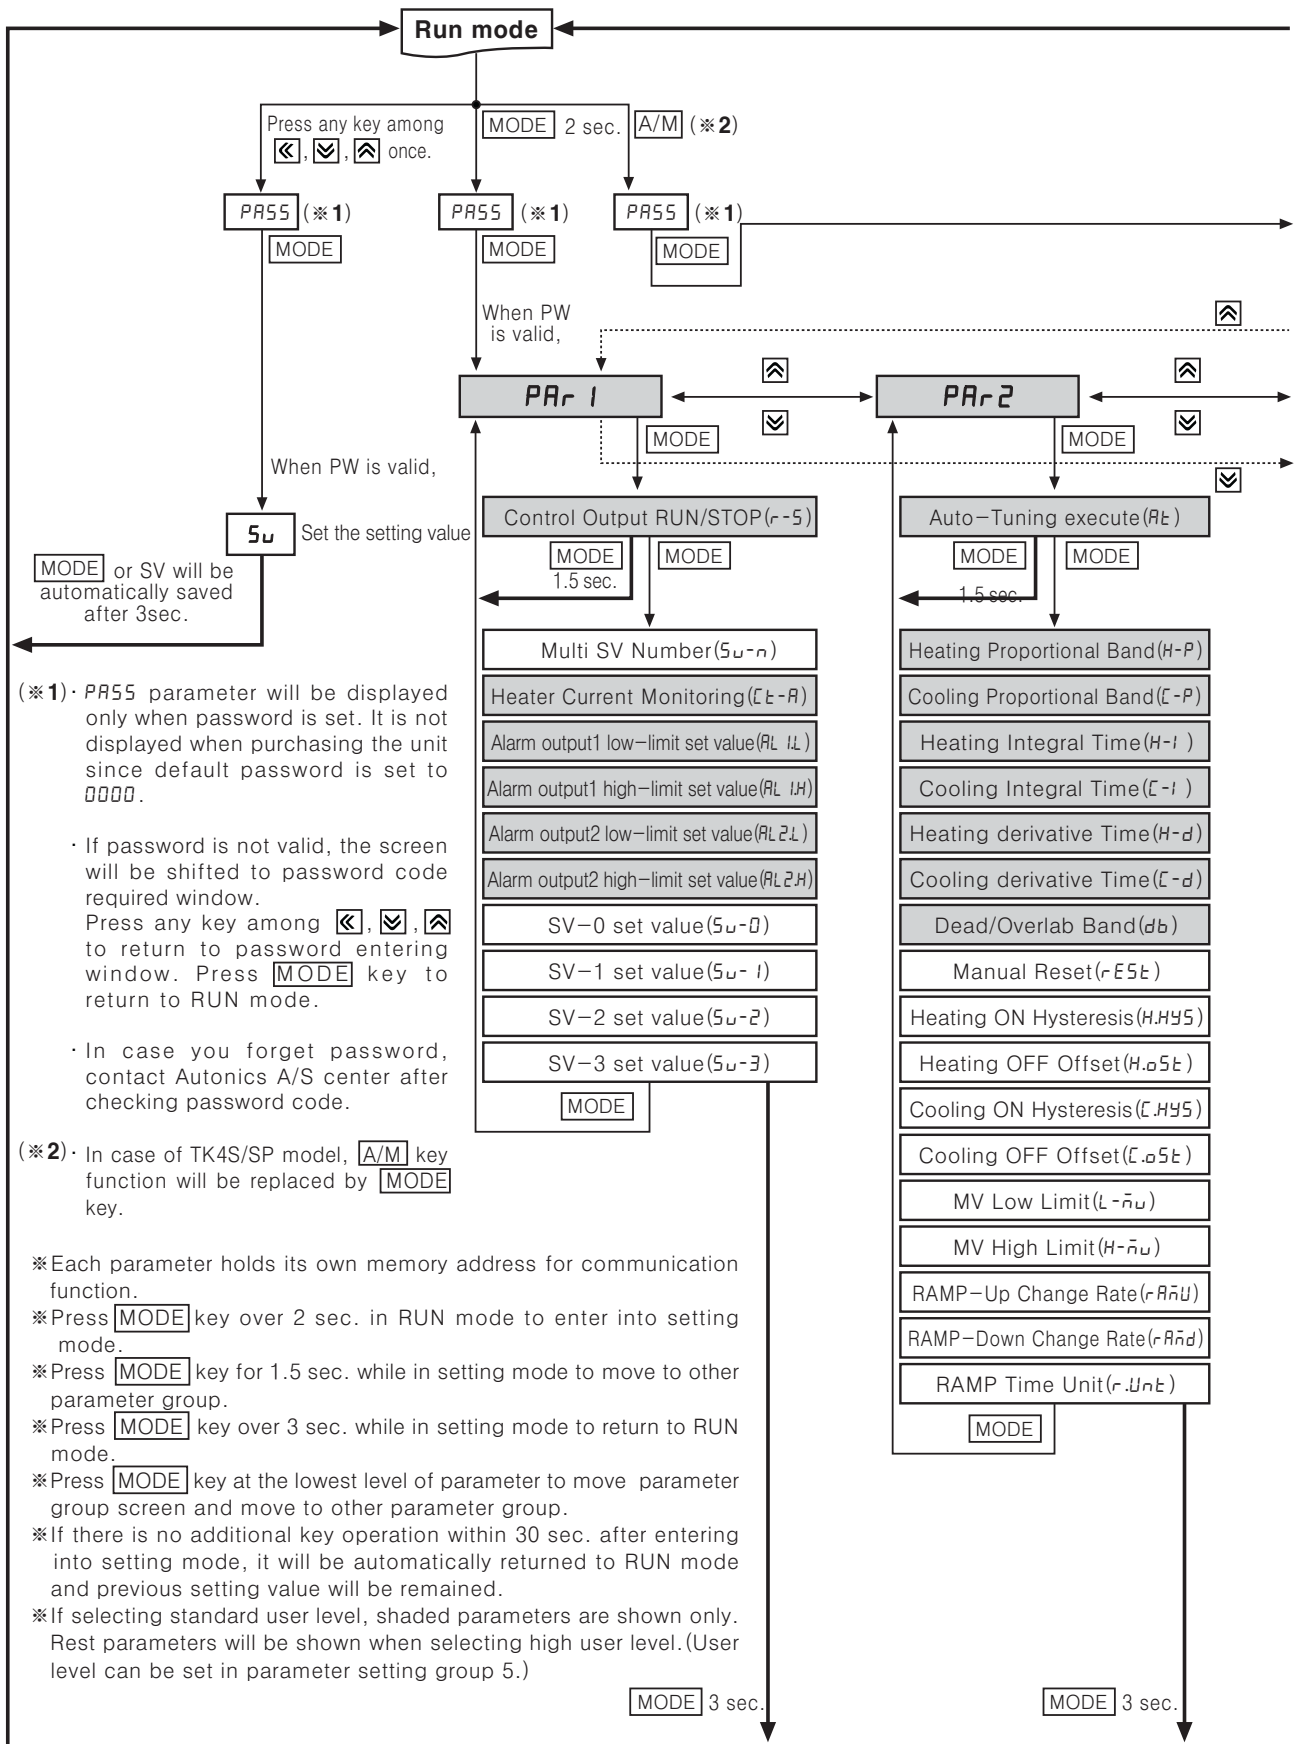 Run mode
Press any key among
《, ︾, ︽ once.
MODE 2 sec.
A/M (※2)
PASS (※1)
MODE
PASS (※1)
MODE
PASS (※1)
MODE
When PW
is valid,
PAr1
PAr2
MODE
MODE
When PW is valid,
Sv Set the setting value
MODE or SV will be
automatically saved
after 3sec.
Control Output RUN/STOP(r-S)
MODE MODE
1.5 sec.
Multi SV Number(Sv-n)
Heater Current Monitoring(Ct-A)
Alarm output1 low-limit set value(AL1.L)
Alarm output1 high-limit set value(AL1.H)
Alarm output2 low-limit set value(AL2.L)
Alarm output2 high-limit set value(AL2.H)
SV-0 set value(Sv-0)
SV-1 set value(Sv-1)
SV-2 set value(Sv-2)
SV-3 set value(Sv-3)
MODE
Auto-Tuning execute(At)
MODE MODE
1.5 sec.
Heating Proportional Band(H-P)
Cooling Proportional Band(C-P)
Heating Integral Time(H-I)
Cooling Integral Time(C-I)
Heating derivative Time(H-d)
Cooling derivative Time(C-d)
Dead/Overlab Band(db)
Manual Reset(rESt)
Heating ON Hysteresis(H.HYS)
Heating OFF Offset(H.oSt)
Cooling ON Hysteresis(C.HYS)
Cooling OFF Offset(C.oSt)
MV Low Limit(L-mv)
MV High Limit(H-mv)
RAMP-Up Change Rate(rAmU)
RAMP-Down Change Rate(rAmd)
RAMP Time Unit(r.Unt)
MODE
(※1)· PASS parameter will be displayed
only when password is set. It is not
displayed when purchasing the unit
since default password is set to
0000.
· If password is not valid, the screen
will be shifted to password code
required window.
Press any key among 《, ︾, ︽
to return to password entering
window. Press MODE key to
return to RUN mode.
· In case you forget password,
contact Autonics A/S center after
checking password code.
(※2)· In case of TK4S/SP model, A/M key
function will be replaced by MODE
key.
※Each parameter holds its own memory address for communication
function.
※Press MODE key over 2 sec. in RUN mode to enter into setting
mode.
※Press MODE key for 1.5 sec. while in setting mode to move to other
parameter group.
※Press MODE key over 3 sec. while in setting mode to return to RUN
mode.
※Press MODE key at the lowest level of parameter to move parameter
group screen and move to other parameter group.
※If there is no additional key operation within 30 sec. after entering
into setting mode, it will be automatically returned to RUN mode
and previous setting value will be remained.
※If selecting standard user level, shaded parameters are shown only.
Rest parameters will be shown when selecting high user level.(User
level can be set in parameter setting group 5.)
MODE 3 sec.
MODE 3 sec.